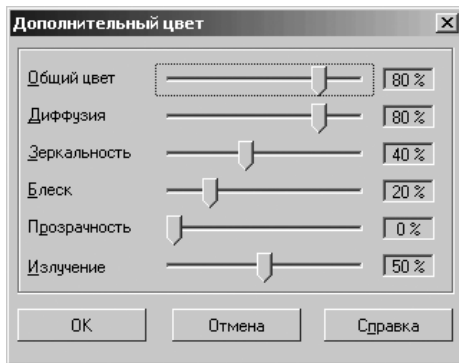 Дополнительный цвет
Общий цвет 80 %
Диффузия 80 %
Зеркальность 40 %
Блеск 20 %
Прозрачность 0 %
Излучение 50 %
OK Отмена Справка